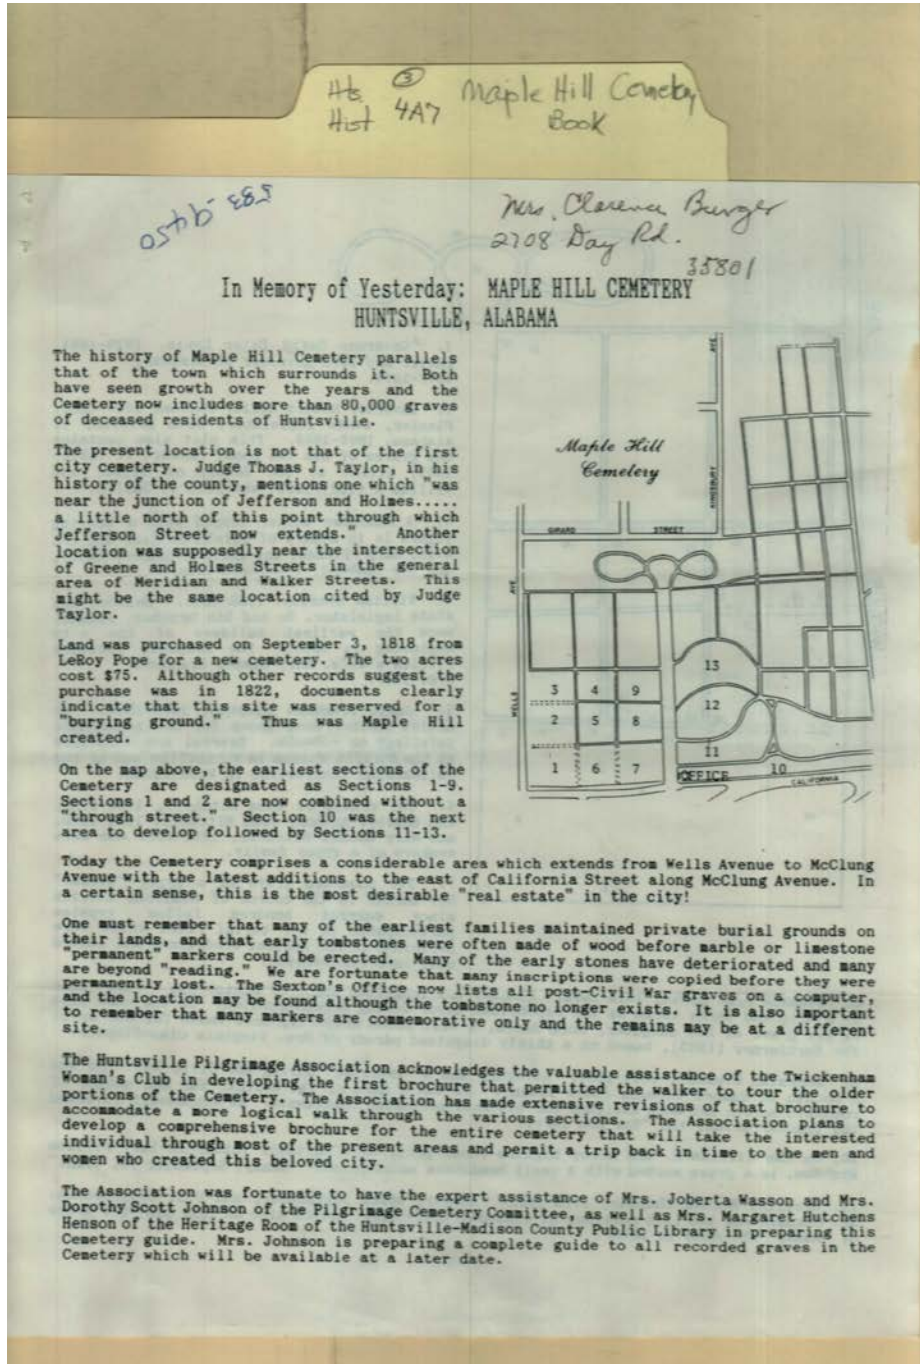 Hts. ③ Maple Hill Cemetery
Hist 4A7 Book
583-9450
Mrs. Clarence Burger
2708 Day Rd.
35801
In Memory of Yesterday: MAPLE HILL CEMETERY
HUNTSVILLE, ALABAMA
The history of Maple Hill Cemetery parallels
that of the town which surrounds it. Both
have seen growth over the years and the
Cemetery now includes more than 80,000 graves
of deceased residents of Huntsville.
The present location is not that of the first
city cemetery. Judge Thomas J. Taylor, in his
history of the county, mentions one which "was
near the junction of Jefferson and Holmes.....
a little north of this point through which
Jefferson Street now extends." Another
location was supposedly near the intersection
of Greene and Holmes Streets in the general
area of Meridian and Walker Streets. This
might be the same location cited by Judge
Taylor.
Land was purchased on September 3, 1818 from
LeRoy Pope for a new cemetery. The two acres
cost $75. Although other records suggest the
purchase was in 1822, documents clearly
indicate that this site was reserved for a
"burying ground." Thus was Maple Hill
created.
On the map above, the earliest sections of the
Cemetery are designated as Sections 1-9.
Sections 1 and 2 are now combined without a
"through street." Section 10 was the next
area to develop followed by Sections 11-13.
AVE
Maple Hill
Cemetery
KINGSBURY
GIRARD STREET
AVE
WELLS
13
3 4 9
12
2 5 8
11
1 6 7
OFFICE 10
CALIFORNIA
Today the Cemetery comprises a considerable area which extends from Wells Avenue to McClung
Avenue with the latest additions to the east of California Street along McClung Avenue. In
a certain sense, this is the most desirable "real estate" in the city!
One must remember that many of the earliest families maintained private burial grounds on
their lands, and that early tombstones were often made of wood before marble or limestone
"permanent" markers could be erected. Many of the early stones have deteriorated and many
are beyond "reading." We are fortunate that many inscriptions were copied before they were
permanently lost. The Sexton's Office now lists all post-Civil War graves on a computer,
and the location may be found although the tombstone no longer exists. It is also important
to remember that many markers are commemorative only and the remains may be at a different
site.
The Huntsville Pilgrimage Association acknowledges the valuable assistance of the Twickenham
Woman's Club in developing the first brochure that permitted the walker to tour the older
portions of the Cemetery. The Association has made extensive revisions of that brochure to
accommodate a more logical walk through the various sections. The Association plans to
develop a comprehensive brochure for the entire cemetery that will take the interested
individual through most of the present areas and permit a trip back in time to the men and
women who created this beloved city.
The Association was fortunate to have the expert assistance of Mrs. Joberta Wasson and Mrs.
Dorothy Scott Johnson of the Pilgrimage Cemetery Committee, as well as Mrs. Margaret Hutchens
Henson of the Heritage Room of the Huntsville-Madison County Public Library in preparing this
Cemetery guide. Mrs. Johnson is preparing a complete guide to all recorded graves in the
Cemetery which will be available at a later date.